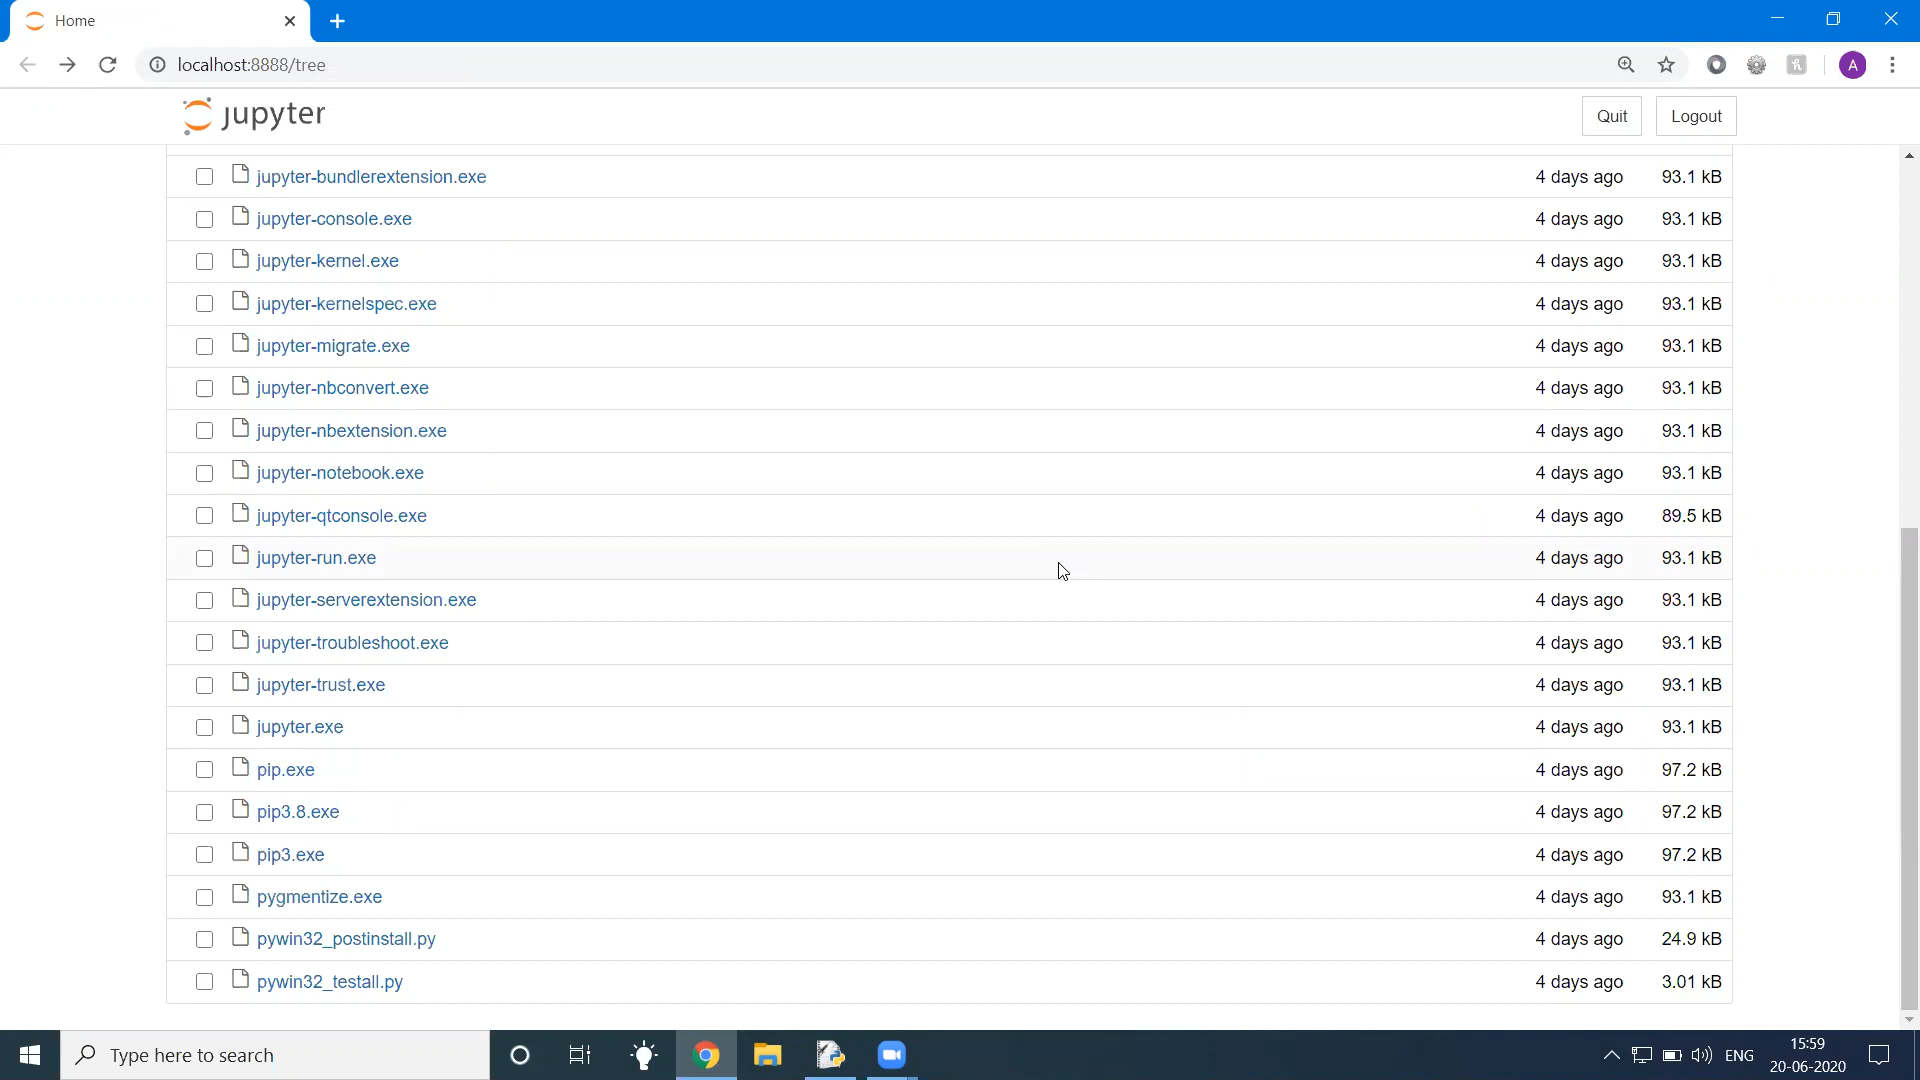 Home
localhost:8888/tree
A
jupyter
Quit
Logout
jupyter-bundlerextension.exe 4 days ago 93.1 kB
jupyter-console.exe 4 days ago 93.1 kB
jupyter-kernel.exe 4 days ago 93.1 kB
jupyter-kernelspec.exe 4 days ago 93.1 kB
jupyter-migrate.exe 4 days ago 93.1 kB
jupyter-nbconvert.exe 4 days ago 93.1 kB
jupyter-nbextension.exe 4 days ago 93.1 kB
jupyter-notebook.exe 4 days ago 93.1 kB
jupyter-qtconsole.exe 4 days ago 89.5 kB
jupyter-run.exe 4 days ago 93.1 kB
jupyter-serverextension.exe 4 days ago 93.1 kB
jupyter-troubleshoot.exe 4 days ago 93.1 kB
jupyter-trust.exe 4 days ago 93.1 kB
jupyter.exe 4 days ago 93.1 kB
pip.exe 4 days ago 97.2 kB
pip3.8.exe 4 days ago 97.2 kB
pip3.exe 4 days ago 97.2 kB
pygmentize.exe 4 days ago 93.1 kB
pywin32_postinstall.py 4 days ago 24.9 kB
pywin32_testall.py 4 days ago 3.01 kB
Type here to search
ENG
15:59
20-06-2020